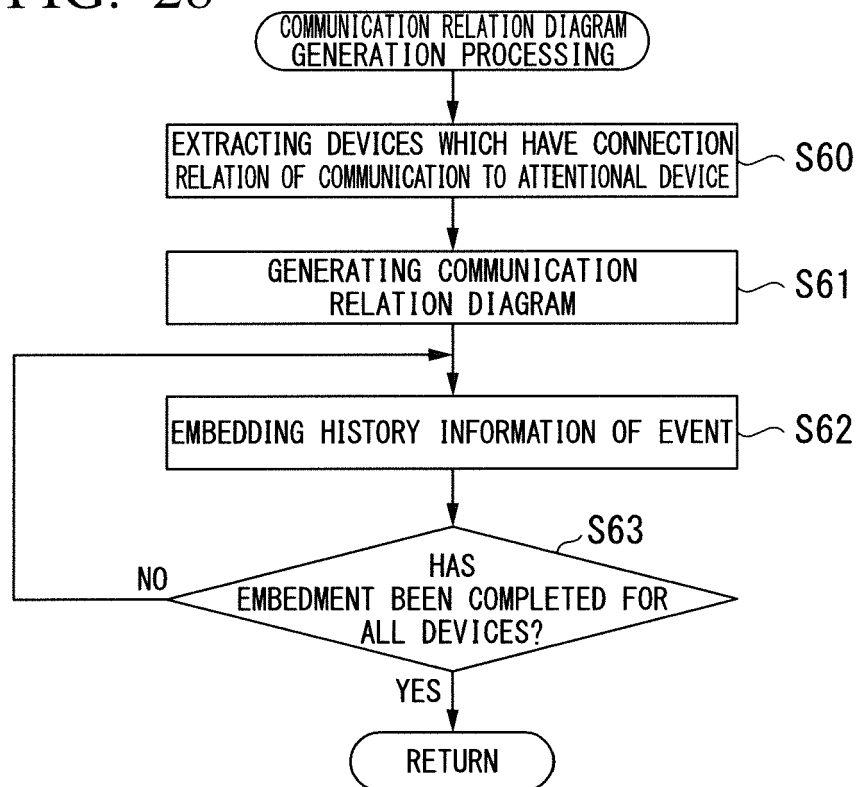 FIG. 28
COMMUNICATION RELATION DIAGRAM
GENERATION PROCESSING
EXTRACTING DEVICES WHICH HAVE CONNECTION
RELATION OF COMMUNICATION TO ATTENTIONAL DEVICE
S60
GENERATING COMMUNICATION
RELATION DIAGRAM
S61
EMBEDDING HISTORY INFORMATION OF EVENT
S62
S63
HAS
EMBEDMENT BEEN COMPLETED FOR
ALL DEVICES?
NO
YES
RETURN